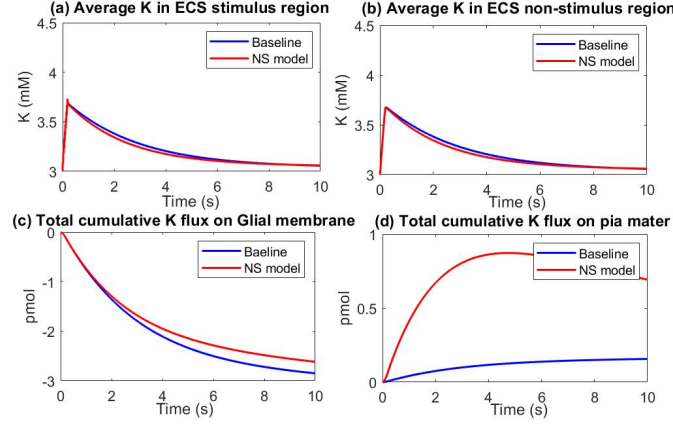 (a) Average K in ECS stimulus region
4.5
4
3.5
3
K (mM)
Baseline
NS model
0 2 4 6 8 10
Time (s)
(b) Average K in ECS non-stimulus region
4.5
4
3.5
3
K (mM)
Baseline
NS model
0 2 4 6 8 10
Time (s)
(c) Total cumulative K flux on Glial membrane
0
-1
-2
-3
pmol
Baeline
NS model
0 2 4 6 8 10
Time (s)
(d) Total cumulative K flux on pia mater
1
0.5
0
pmol
Baseline
NS model
0 2 4 6 8 10
Time (s)